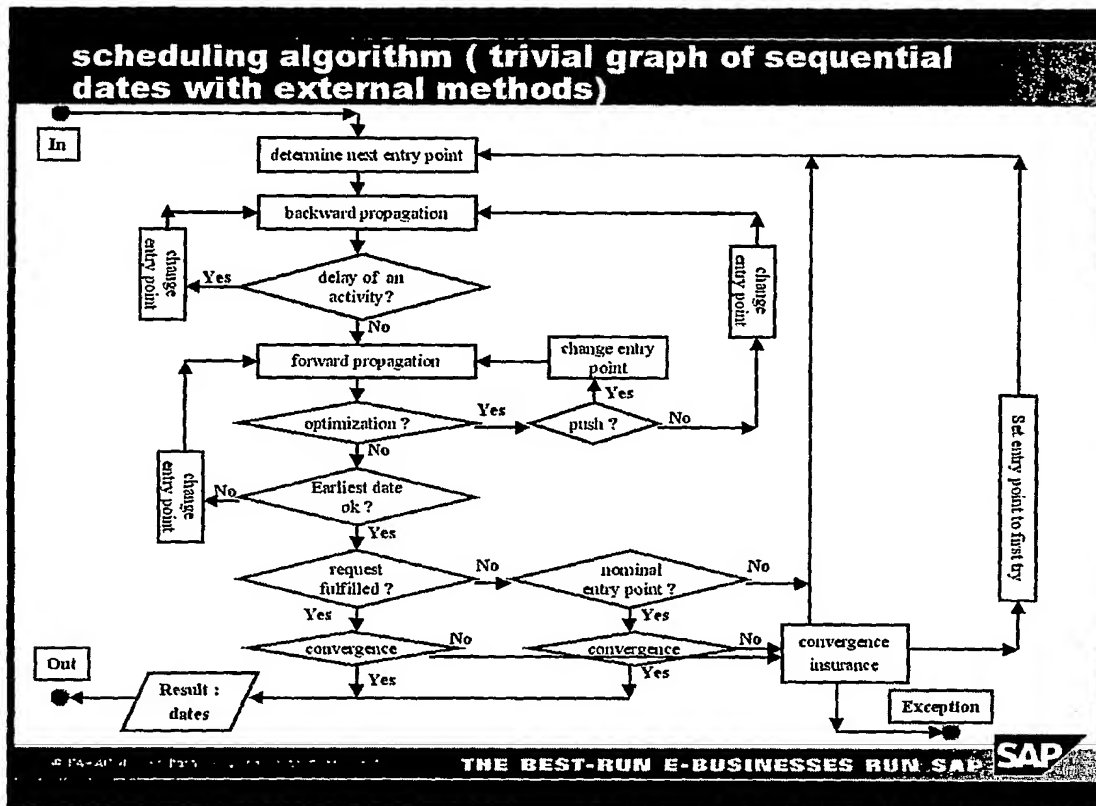 scheduling algorithm ( trivial graph of sequential
dates with external methods)
In
determine next entry point
backward propagation
change
entry point
Yes
delay of an
activity?
change
entry point
No
forward propagation
change entry
point
Yes
optimization ?
Yes
push ?
No
No
change
entry point
No
Earliest date
ok ?
Set entry point to first try
Yes
request
fulfilled ?
No
nominal
entry point ?
No
Yes
Yes
convergence
No
convergence
No
convergence
insurance
Out
Yes
Yes
Result :
dates
Exception
THE BEST-RUN E-BUSINESSES RUN SAP
SAP